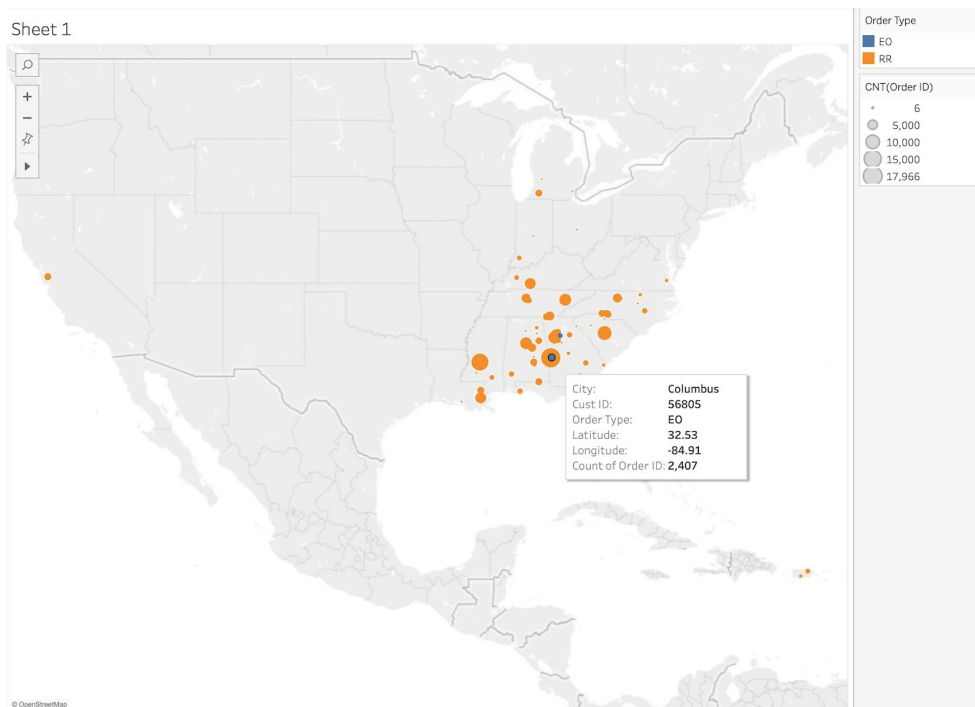 Sheet 1
Order Type
EO
RR
CNT(Order ID)
6
5,000
10,000
15,000
17,966
City: Columbus
Cust ID: 56805
Order Type: EO
Latitude: 32.53
Longitude: -84.91
Count of Order ID: 2,407
© OpenStreetMap